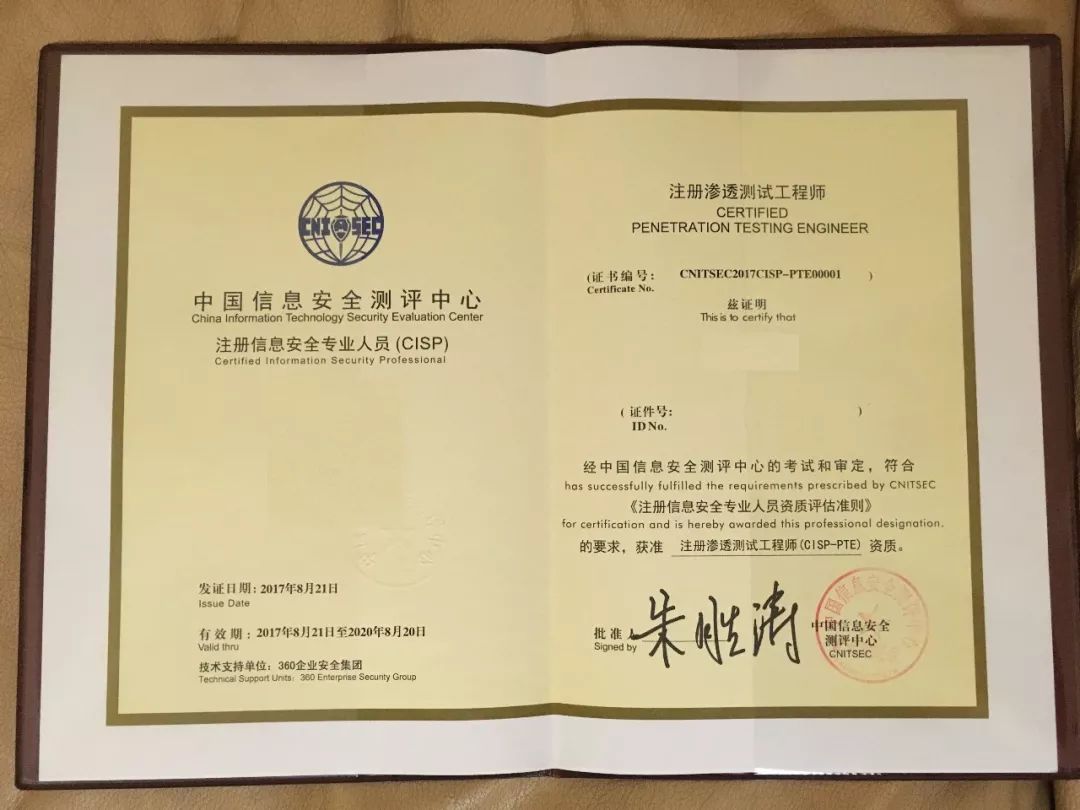 CNITSEC
中国信息安全测评中心
China Information Technology Security Evaluation Center
注册信息安全专业人员(CISP)
Certified Information Security Professional
发证日期:2017年8月21日
Issue Date
有效期:2017年8月21日至2020年8月20日
Valid thru
技术支持单位:360企业安全集团
Technical Support Units: 360 Enterprise Security Group
注册渗透测试工程师
CERTIFIED
PENETRATION TESTING ENGINEER
(证书编号: CNITSEC2017CISP-PTE00001 )
Certificate No.
兹证明
This is to certify that
(证件号: )
ID No.
经中国信息安全测评中心的考试和审定,符合
has successfully fulfilled the requirements prescribed by CNITSEC
《注册信息安全专业人员资质评估准则》
for certification and is hereby awarded this professional designation.
的要求,获准 注册渗透测试工程师(CISP-PTE) 资质。
批准人 朱胜涛
Signed by
中国信息安全
测评中心
CNITSEC
中国信息安全测评中心